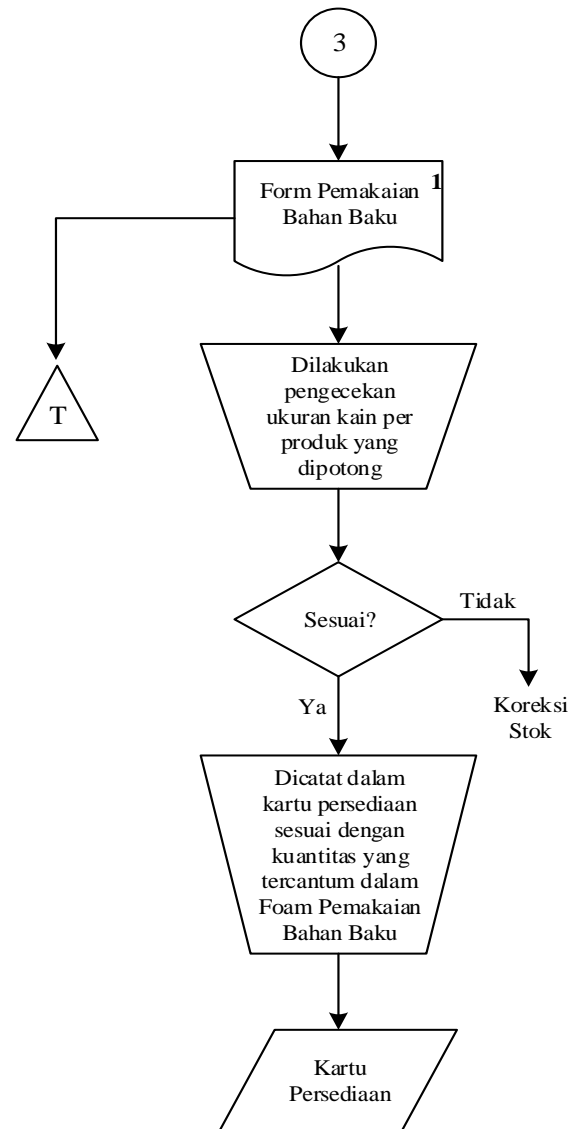 3
Form Pemakaian 1
Bahan Baku
T
Dilakukan
pengecekan
ukuran kain per
produk yang
dipotong
Sesuai?
Tidak
Koreksi
Stok
Ya
Dicatat dalam
kartu persediaan
sesuai dengan
kuantitas yang
tercantum dalam
Foam Pemakaian
Bahan Baku
Kartu
Persediaan